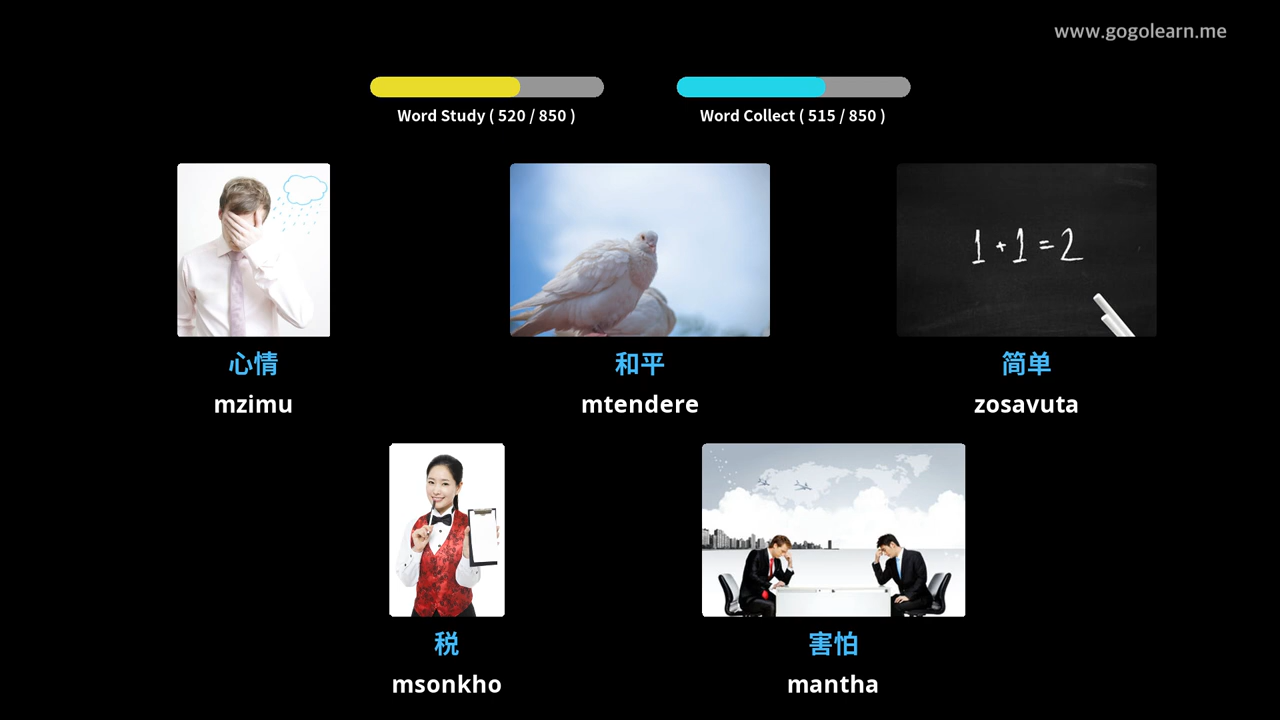 www.gogolearn.me
Word Study ( 520 / 850 )
Word Collect ( 515 / 850 )
1 + 1 = 2
心情
mzimu
和平
mtendere
简单
zosavuta
税
msonkho
害怕
mantha